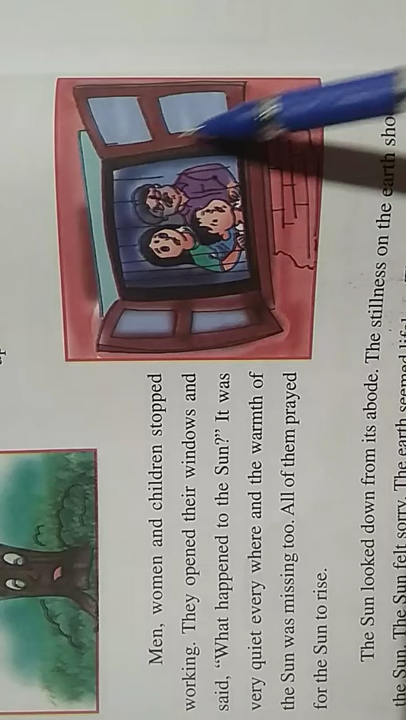 Men, women and children stopped
working. They opened their windows and
said, "What happened to the Sun?" It was
very quiet every where and the warmth of
the Sun was missing too. All of them prayed
for the Sun to rise.
The Sun looked down from its abode. The stillness on the earth sho
the Sun. The Sun felt sorry. The earth seemed